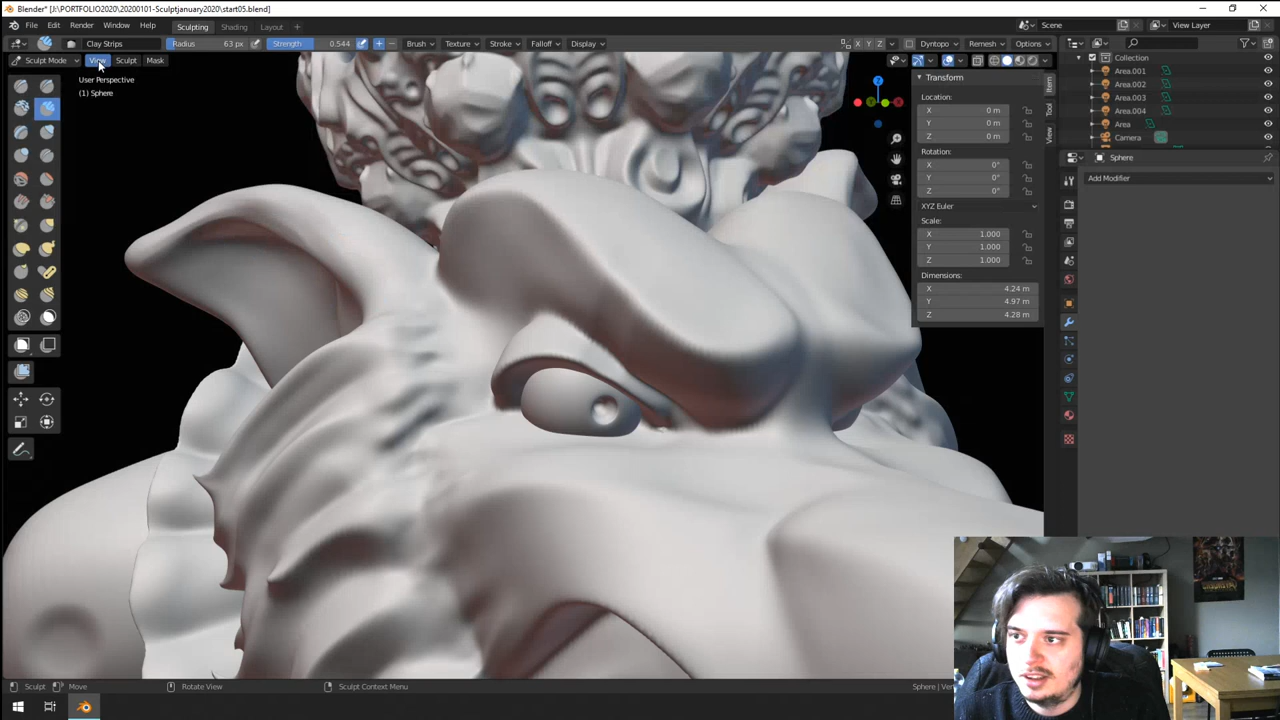 Blender* [J:\PORTFOLIO2020\20200101-Sculptjanuary2020\start05.blend]
File Edit Render Window Help Sculpting Shading Layout Scene View Layer
Clay Strips Radius 63 px Strength 0.544 Brush Texture Stroke Falloff Display X Y Z Dyntopo Remesh Options
Sculpt Mode View Sculpt Mask
User Perspective
(1) Sphere
Transform
Location:
X 0 m
Y 0 m
Z 0 m
Rotation:
X 0°
Y 0°
Z 0°
XYZ Euler
Scale:
X 1.000
Y 1.000
Z 1.000
Dimensions:
X 4.24 m
Y 4.97 m
Z 4.28 m
Item
Tool
View
Collection
Area.001
Area.002
Area.003
Area.004
Area
Camera
Sphere
Add Modifier
Sculpt Move Rotate View Sculpt Context Menu Sphere | Ver